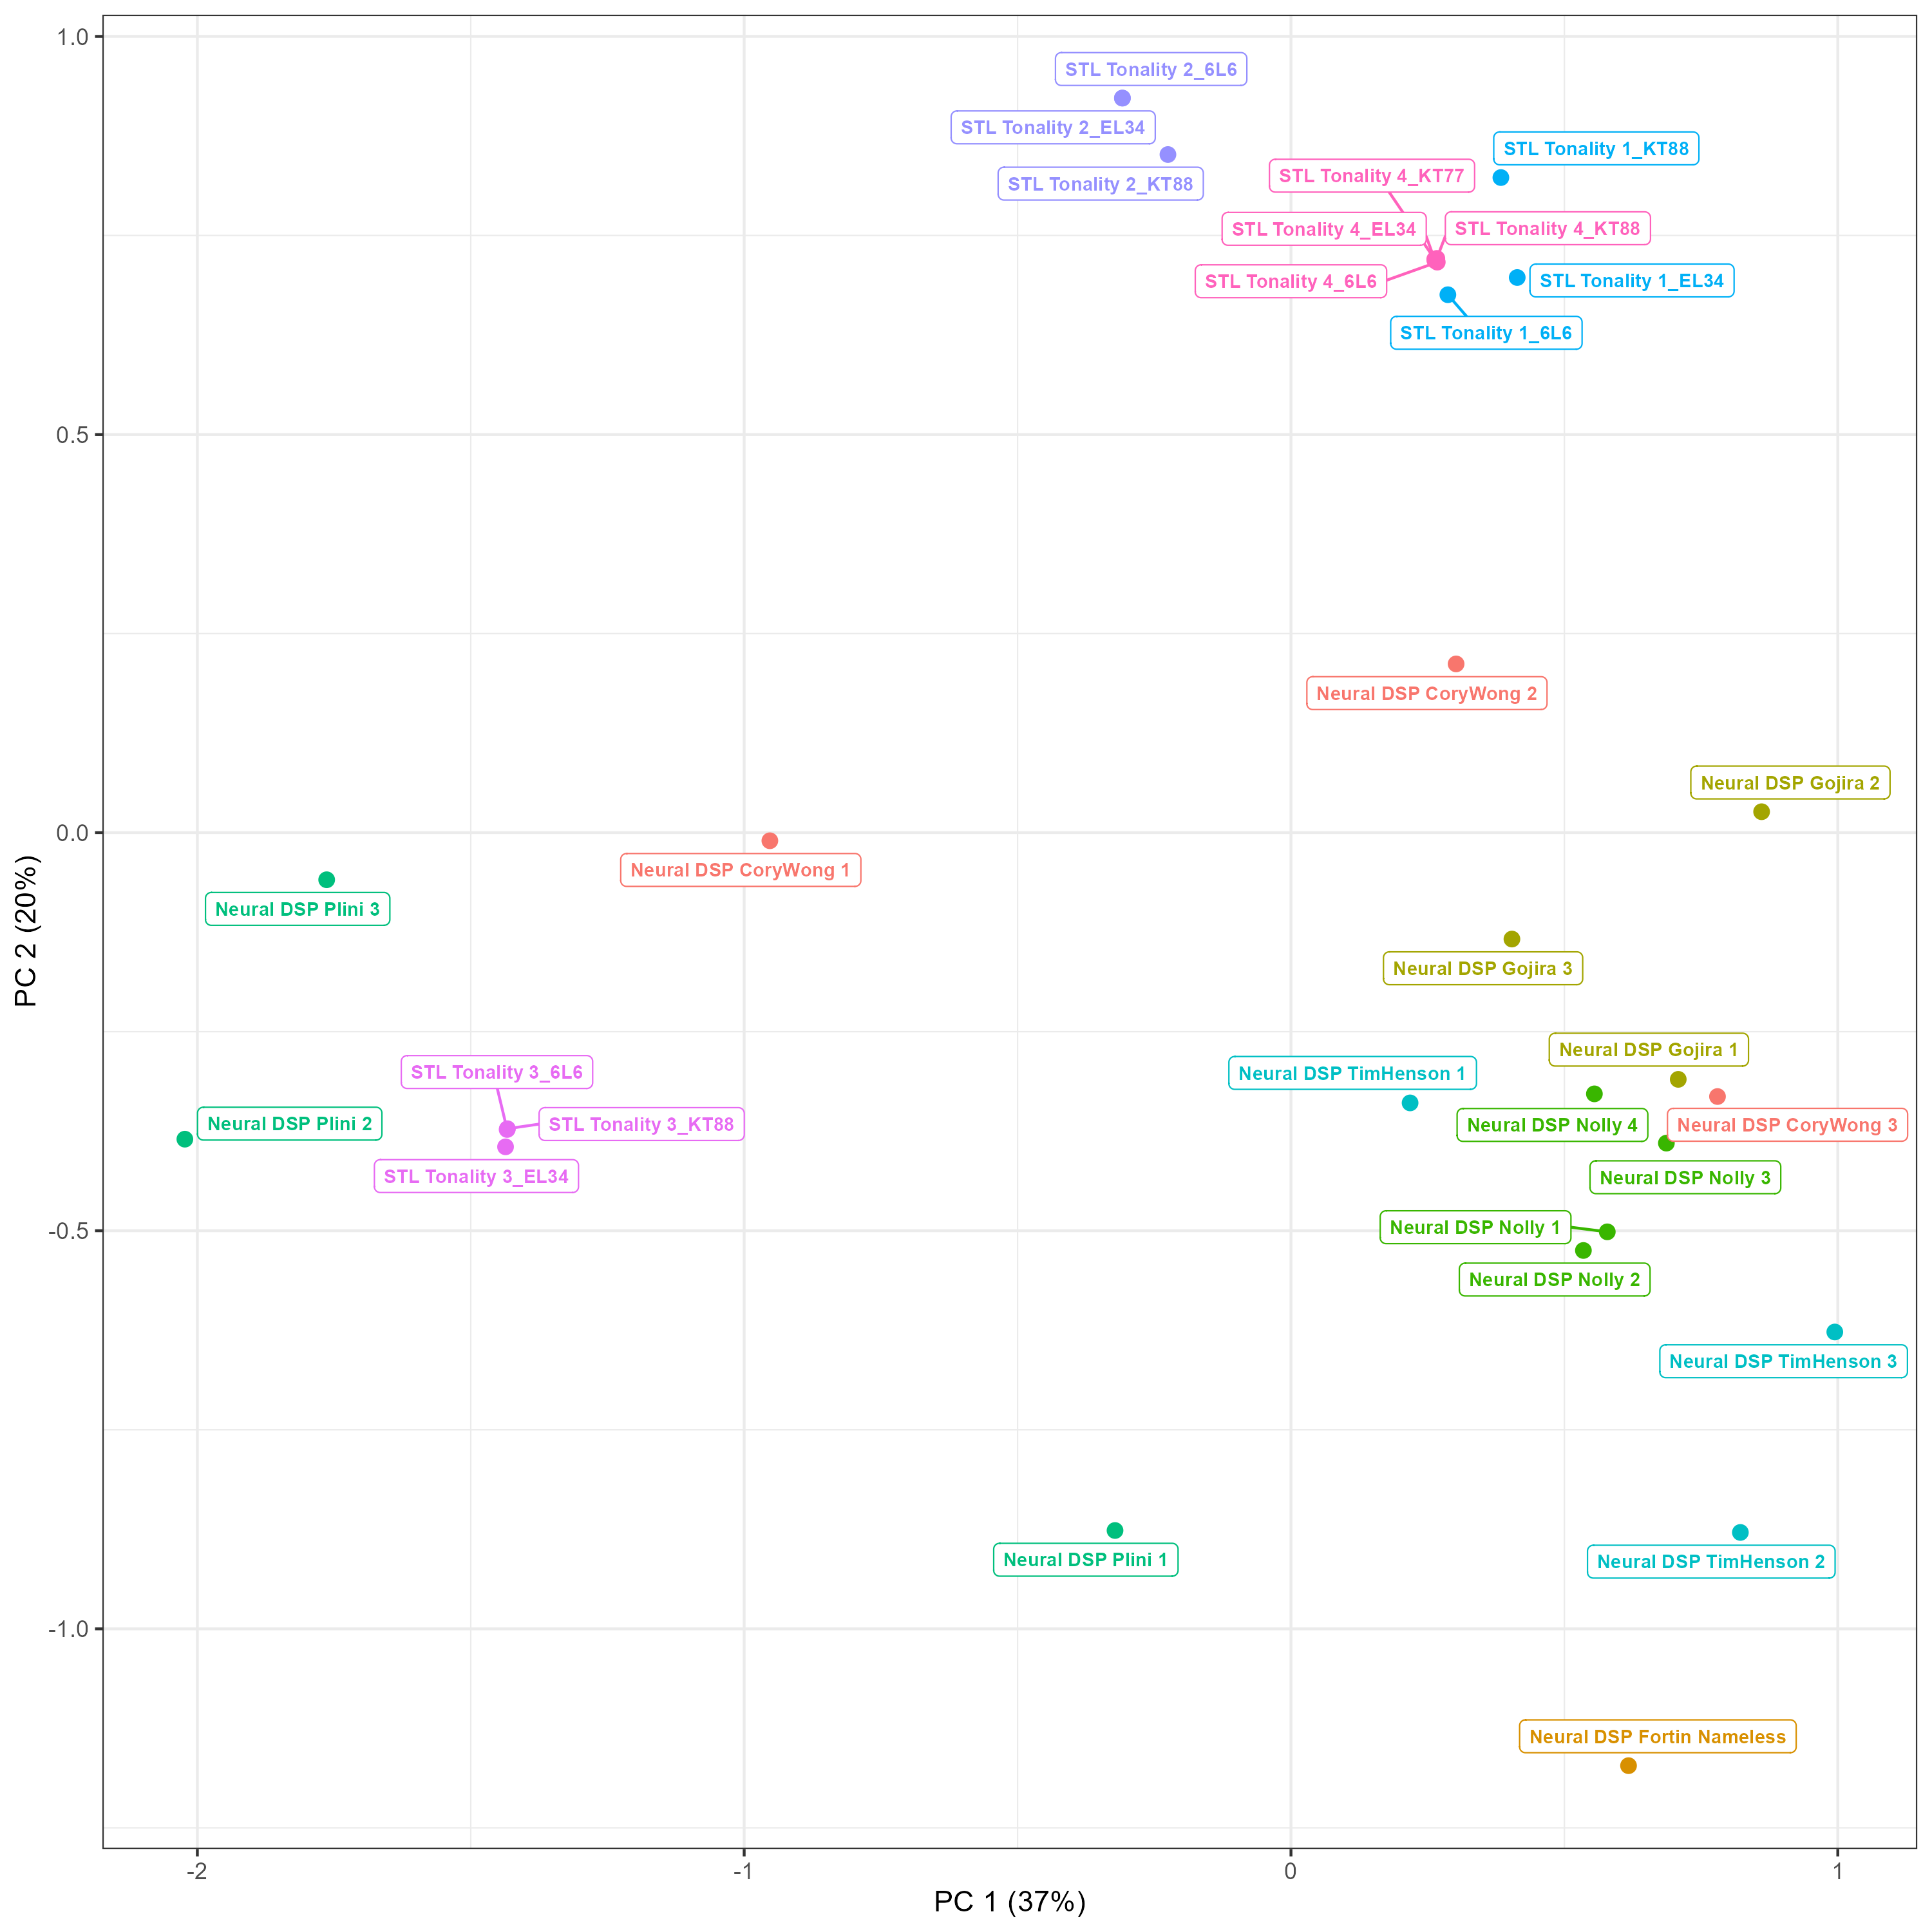 1.0
STL Tonality 2_6L6
STL Tonality 2_EL34
STL Tonality 1_KT88
STL Tonality 4_KT77
STL Tonality 2_KT88
STL Tonality 4_EL34
STL Tonality 4_KT88
STL Tonality 4_6L6
STL Tonality 1_EL34
STL Tonality 1_6L6
0.5
Neural DSP CoryWong 2
Neural DSP Gojira 2
0.0
Neural DSP CoryWong 1
Neural DSP Plini 3
PC 2 (20%)
Neural DSP Gojira 3
Neural DSP Gojira 1
STL Tonality 3_6L6
Neural DSP TimHenson 1
Neural DSP Plini 2
STL Tonality 3_KT88
Neural DSP Nolly 4
Neural DSP CoryWong 3
STL Tonality 3_EL34
Neural DSP Nolly 3
-0.5
Neural DSP Nolly 1
Neural DSP Nolly 2
Neural DSP TimHenson 3
Neural DSP Plini 1
Neural DSP TimHenson 2
-1.0
Neural DSP Fortin Nameless
-2
-1
0
1
PC 1 (37%)